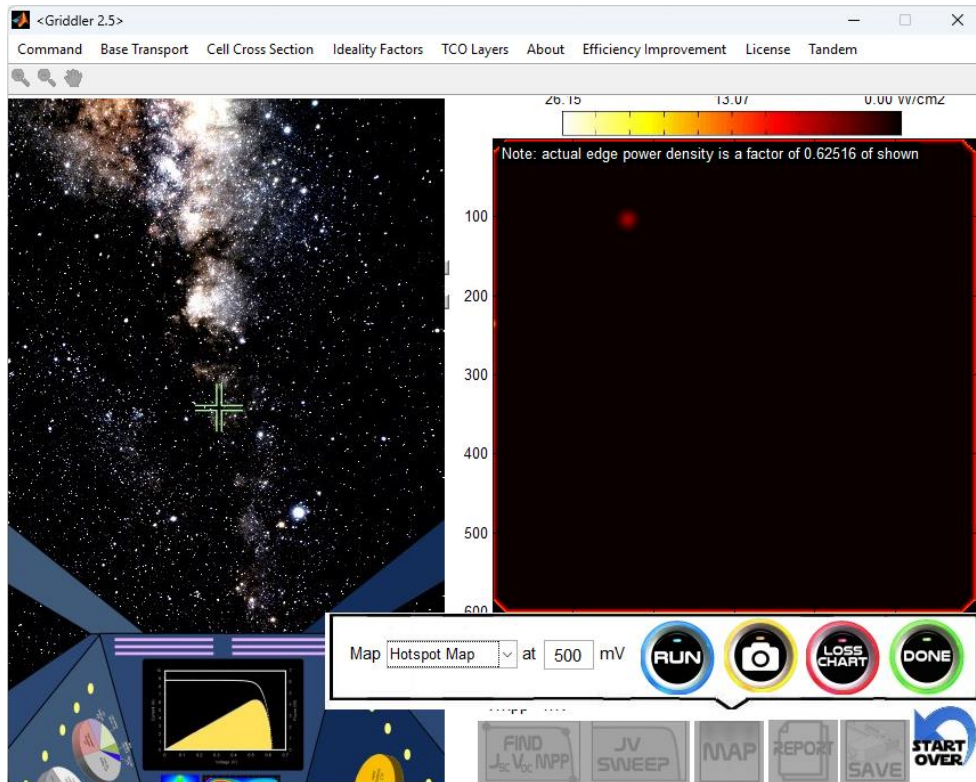 <Griddler 2.5>
Command Base Transport Cell Cross Section Ideality Factors TCO Layers About Efficiency Improvement License Tandem
26.15 13.07 0.00 W/cm2
Note: actual edge power density is a factor of 0.62516 of shown
100
200
300
400
500
600
Map Hotspot Map at 500 mV
RUN
LOSS CHART
DONE
FIND Jsc Voc MPP
JV SWEEP
MAP
REPORT
SAVE
START OVER